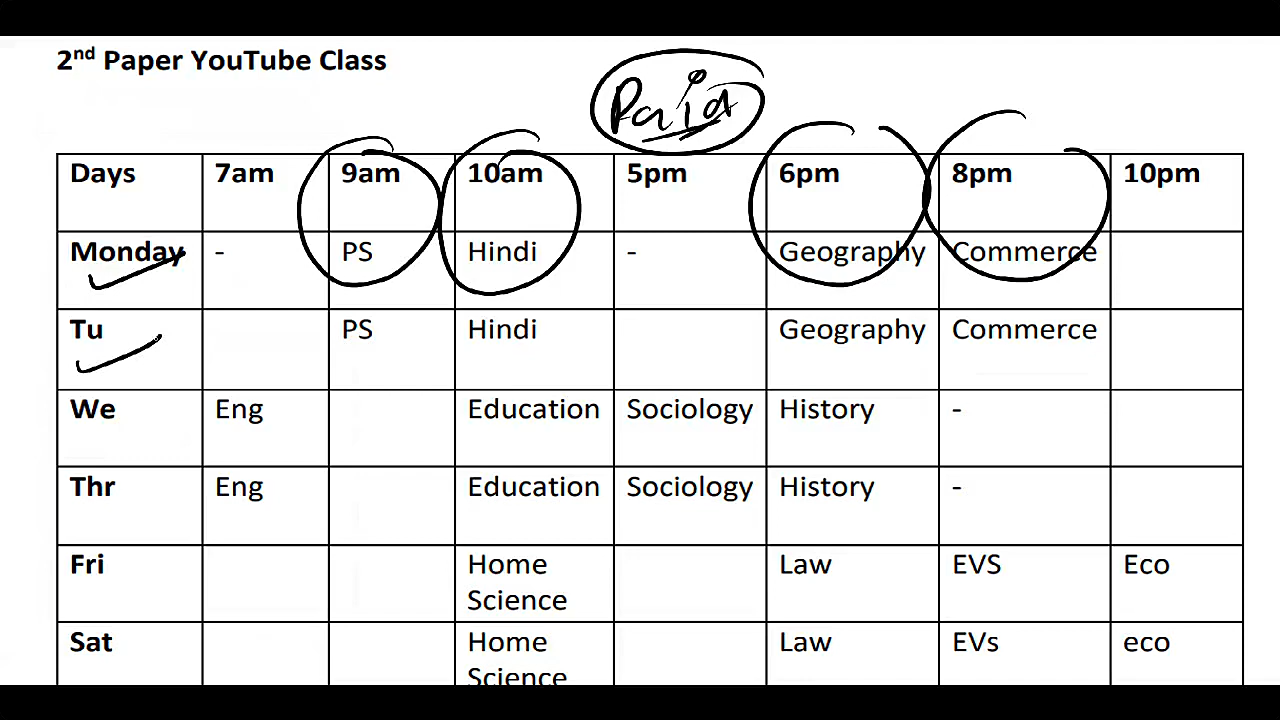 2nd Paper YouTube Class
Paid
Days 7am 9am 10am 5pm 6pm 8pm 10pm
Monday - PS Hindi - Geography Commerce
Tu PS Hindi Geography Commerce
We Eng Education Sociology History -
Thr Eng Education Sociology History -
Fri Home Science Law EVS Eco
Sat Home Science Law EVs eco